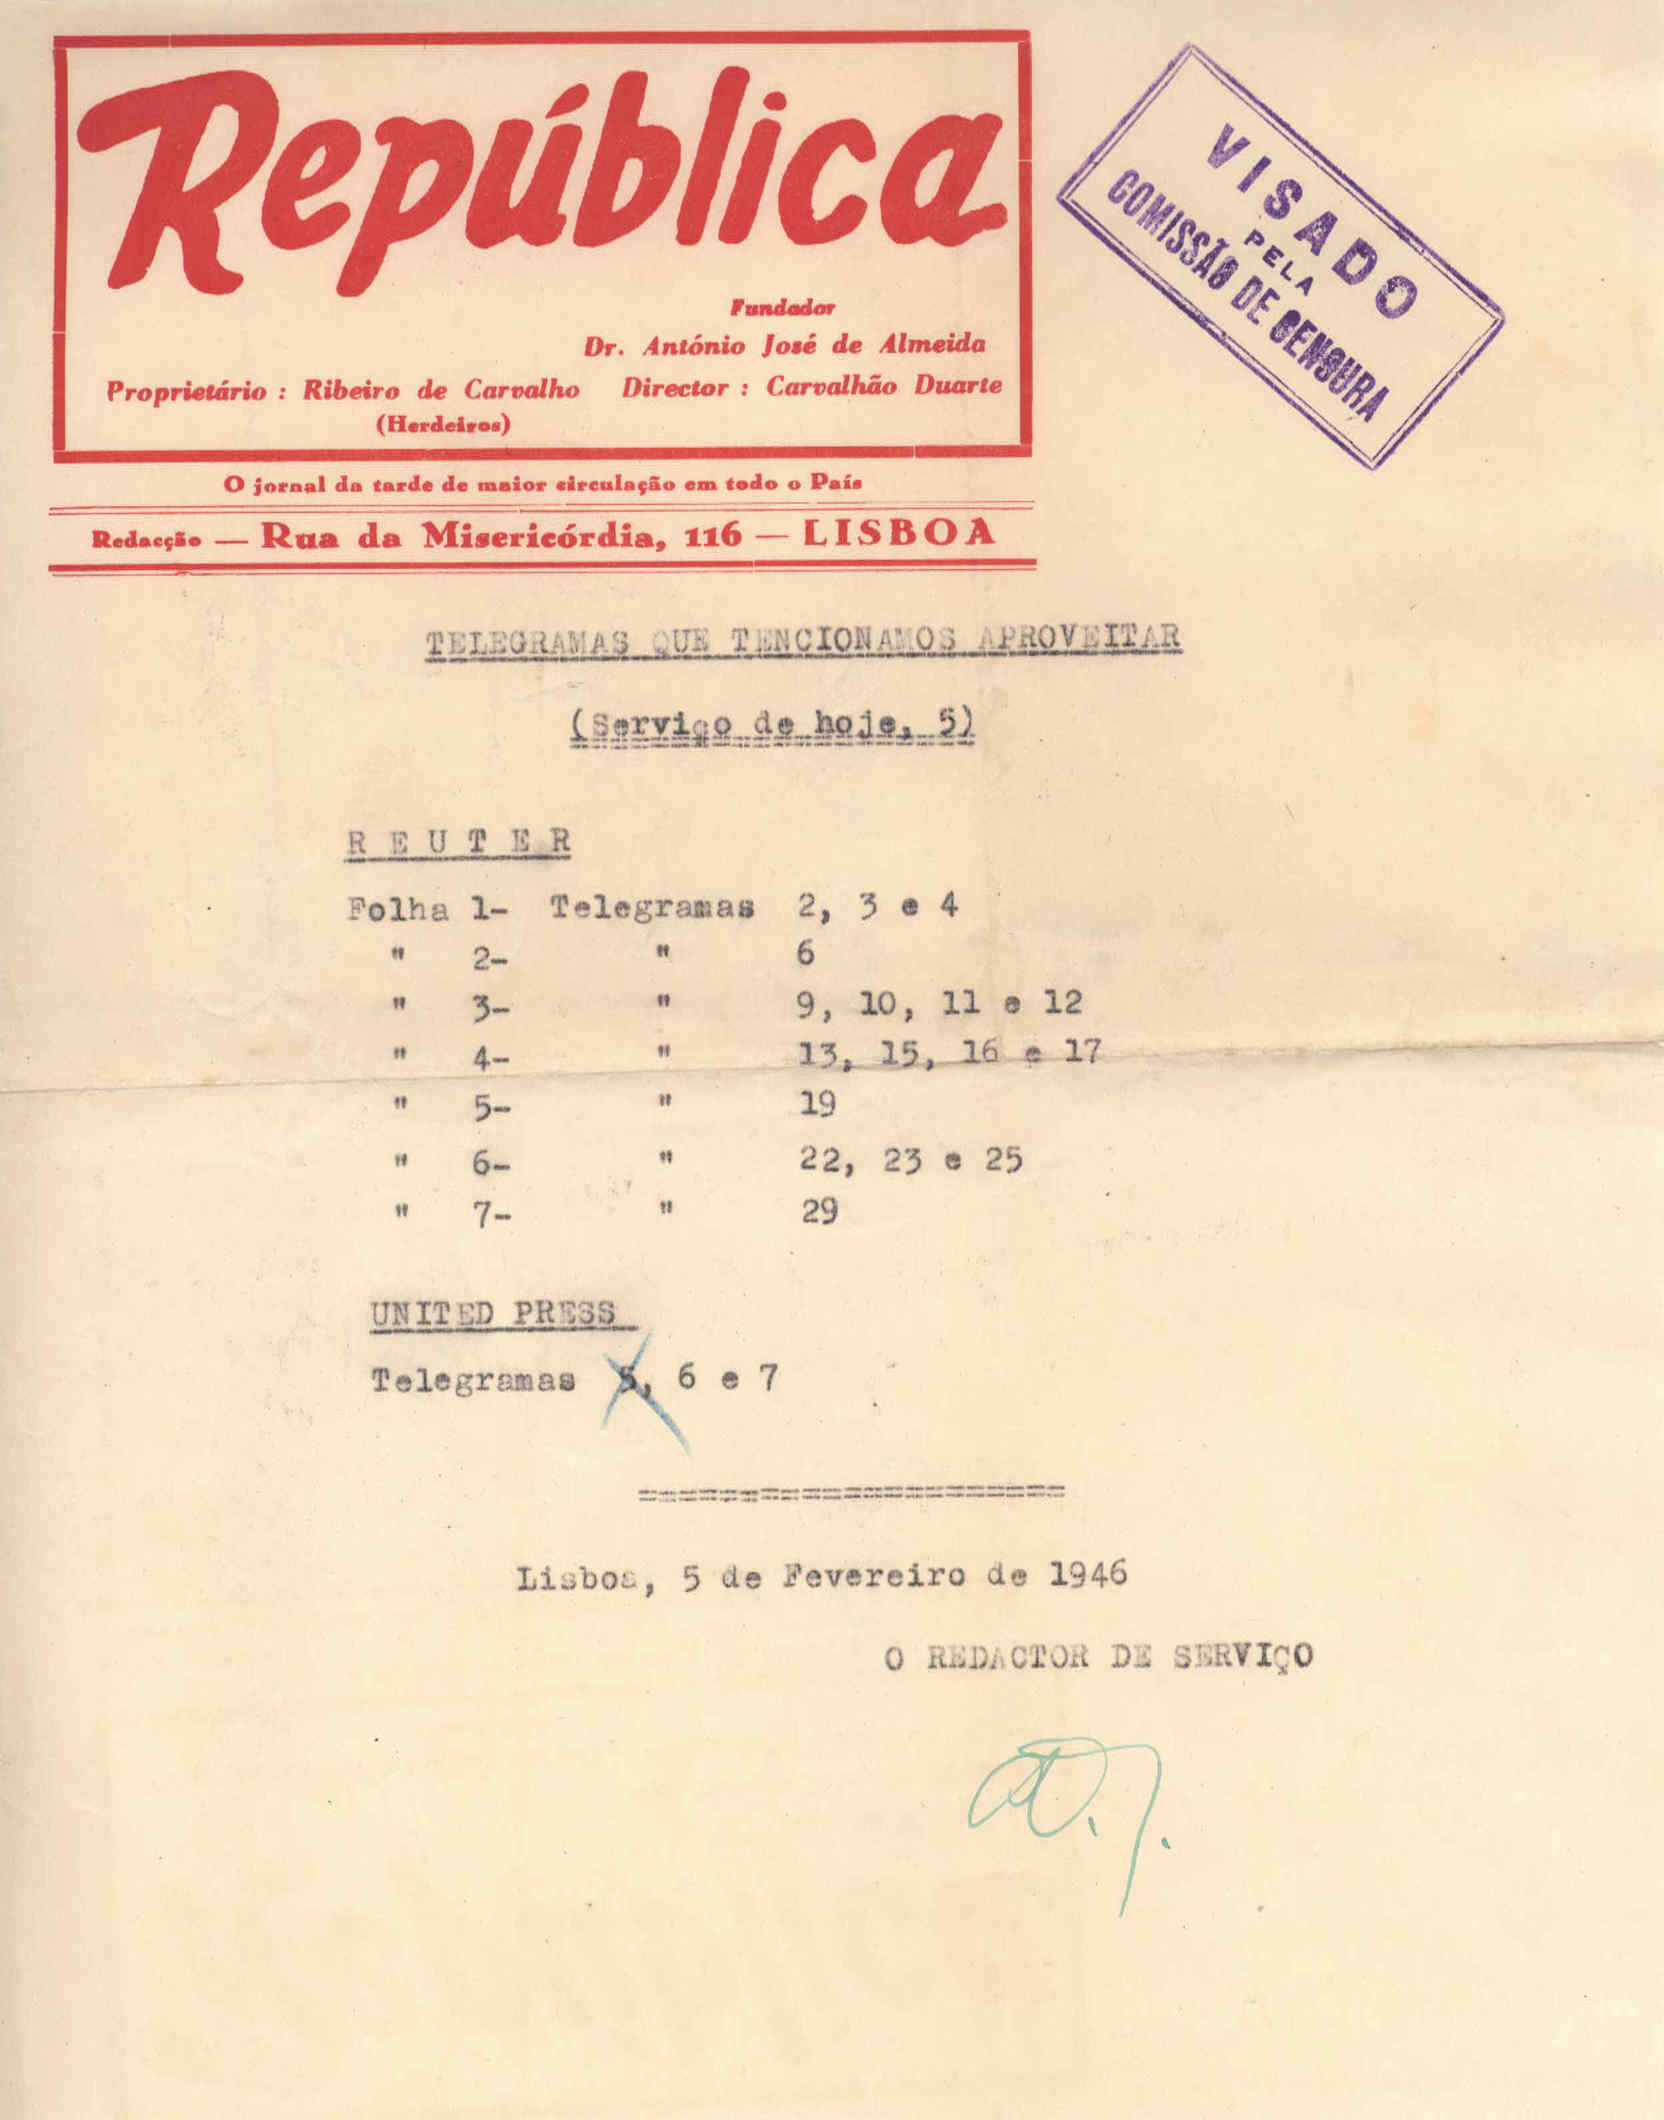 República
Fundador
Dr. António José de Almeida
Proprietário : Ribeiro de Carvalho Director : Carvalhão Duarte
(Herdeiros)
O jornal da tarde de maior circulação em todo o País
Redacção — Rua da Misericórdia, 116 — LISBOA
VISADO
PELA
COMISSÃO DE CENSURA
TELEGRAMAS QUE TENCIONAMOS APROVEITAR
(Serviço de hoje, 5)
R E U T E R
Folha 1- Telegramas 2, 3 e 4
" 2- " 6
" 3- " 9, 10, 11 e 12
" 4- " 13, 15, 16 e 17
" 5- " 19
" 6- " 22, 23 e 25
" 7- " 29
UNITED PRESS
Telegramas 5, 6 e 7
=====================
Lisboa, 5 de Fevereiro de 1946
O REDACTOR DE SERVIÇO